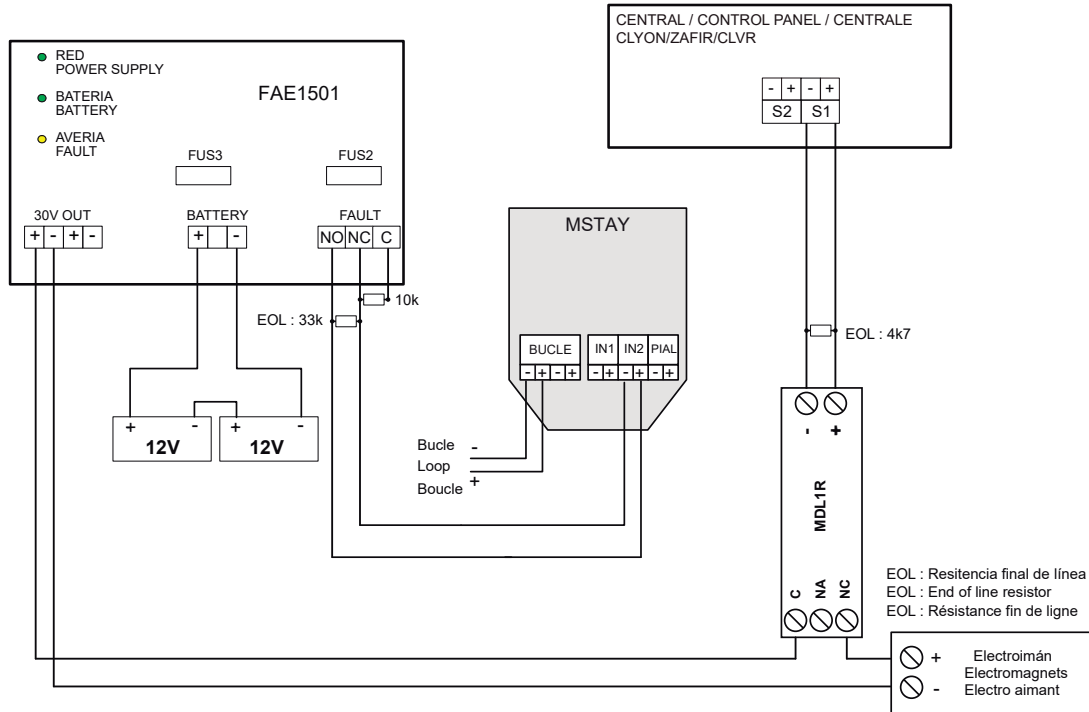 CENTRAL / CONTROL PANEL / CENTRALE
CLYON/ZAFIR/CLVR
- + - +
S2 S1
RED
POWER SUPPLY
BATERIA
BATTERY
AVERIA
FAULT
FAE1501
FUS3
FUS2
30V OUT
+ - + -
BATTERY
+ -
FAULT
NO NC C
10k
EOL : 33k
+ - + -
12V 12V
MSTAY
BUCLE IN1 IN2 PIAL
- + - + - + - + - +
Bucle -
Loop
Boucle +
EOL : 4k7
- +
MDL1R
C NA NC
EOL : Resitencia final de línea
EOL : End of line resistor
EOL : Résistance fin de ligne
+ Electroimán
Electromagnets
- Electro aimant